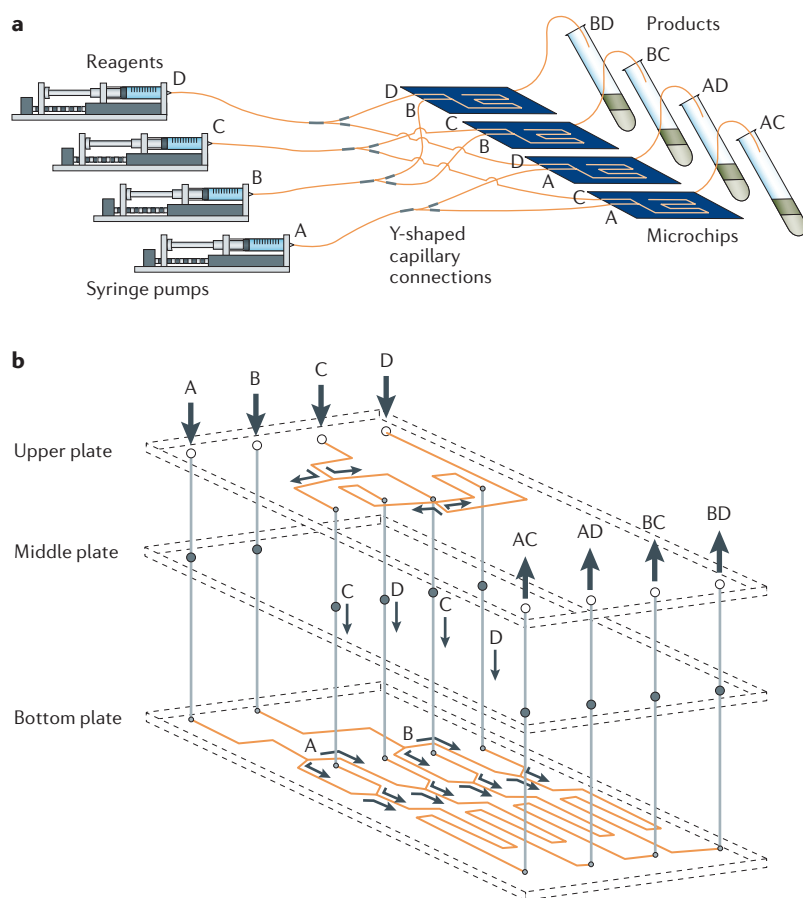 a
Reagents
D
C
B
A
Syringe pumps
Y-shaped
capillary
connections
D
B
C
B
D
A
C
A
Microchips
Products
BD
BC
AD
AC
b
A
B
C
D
Upper plate
Middle plate
AC
AD
BC
BD
C
D
C
D
Bottom plate
A
B